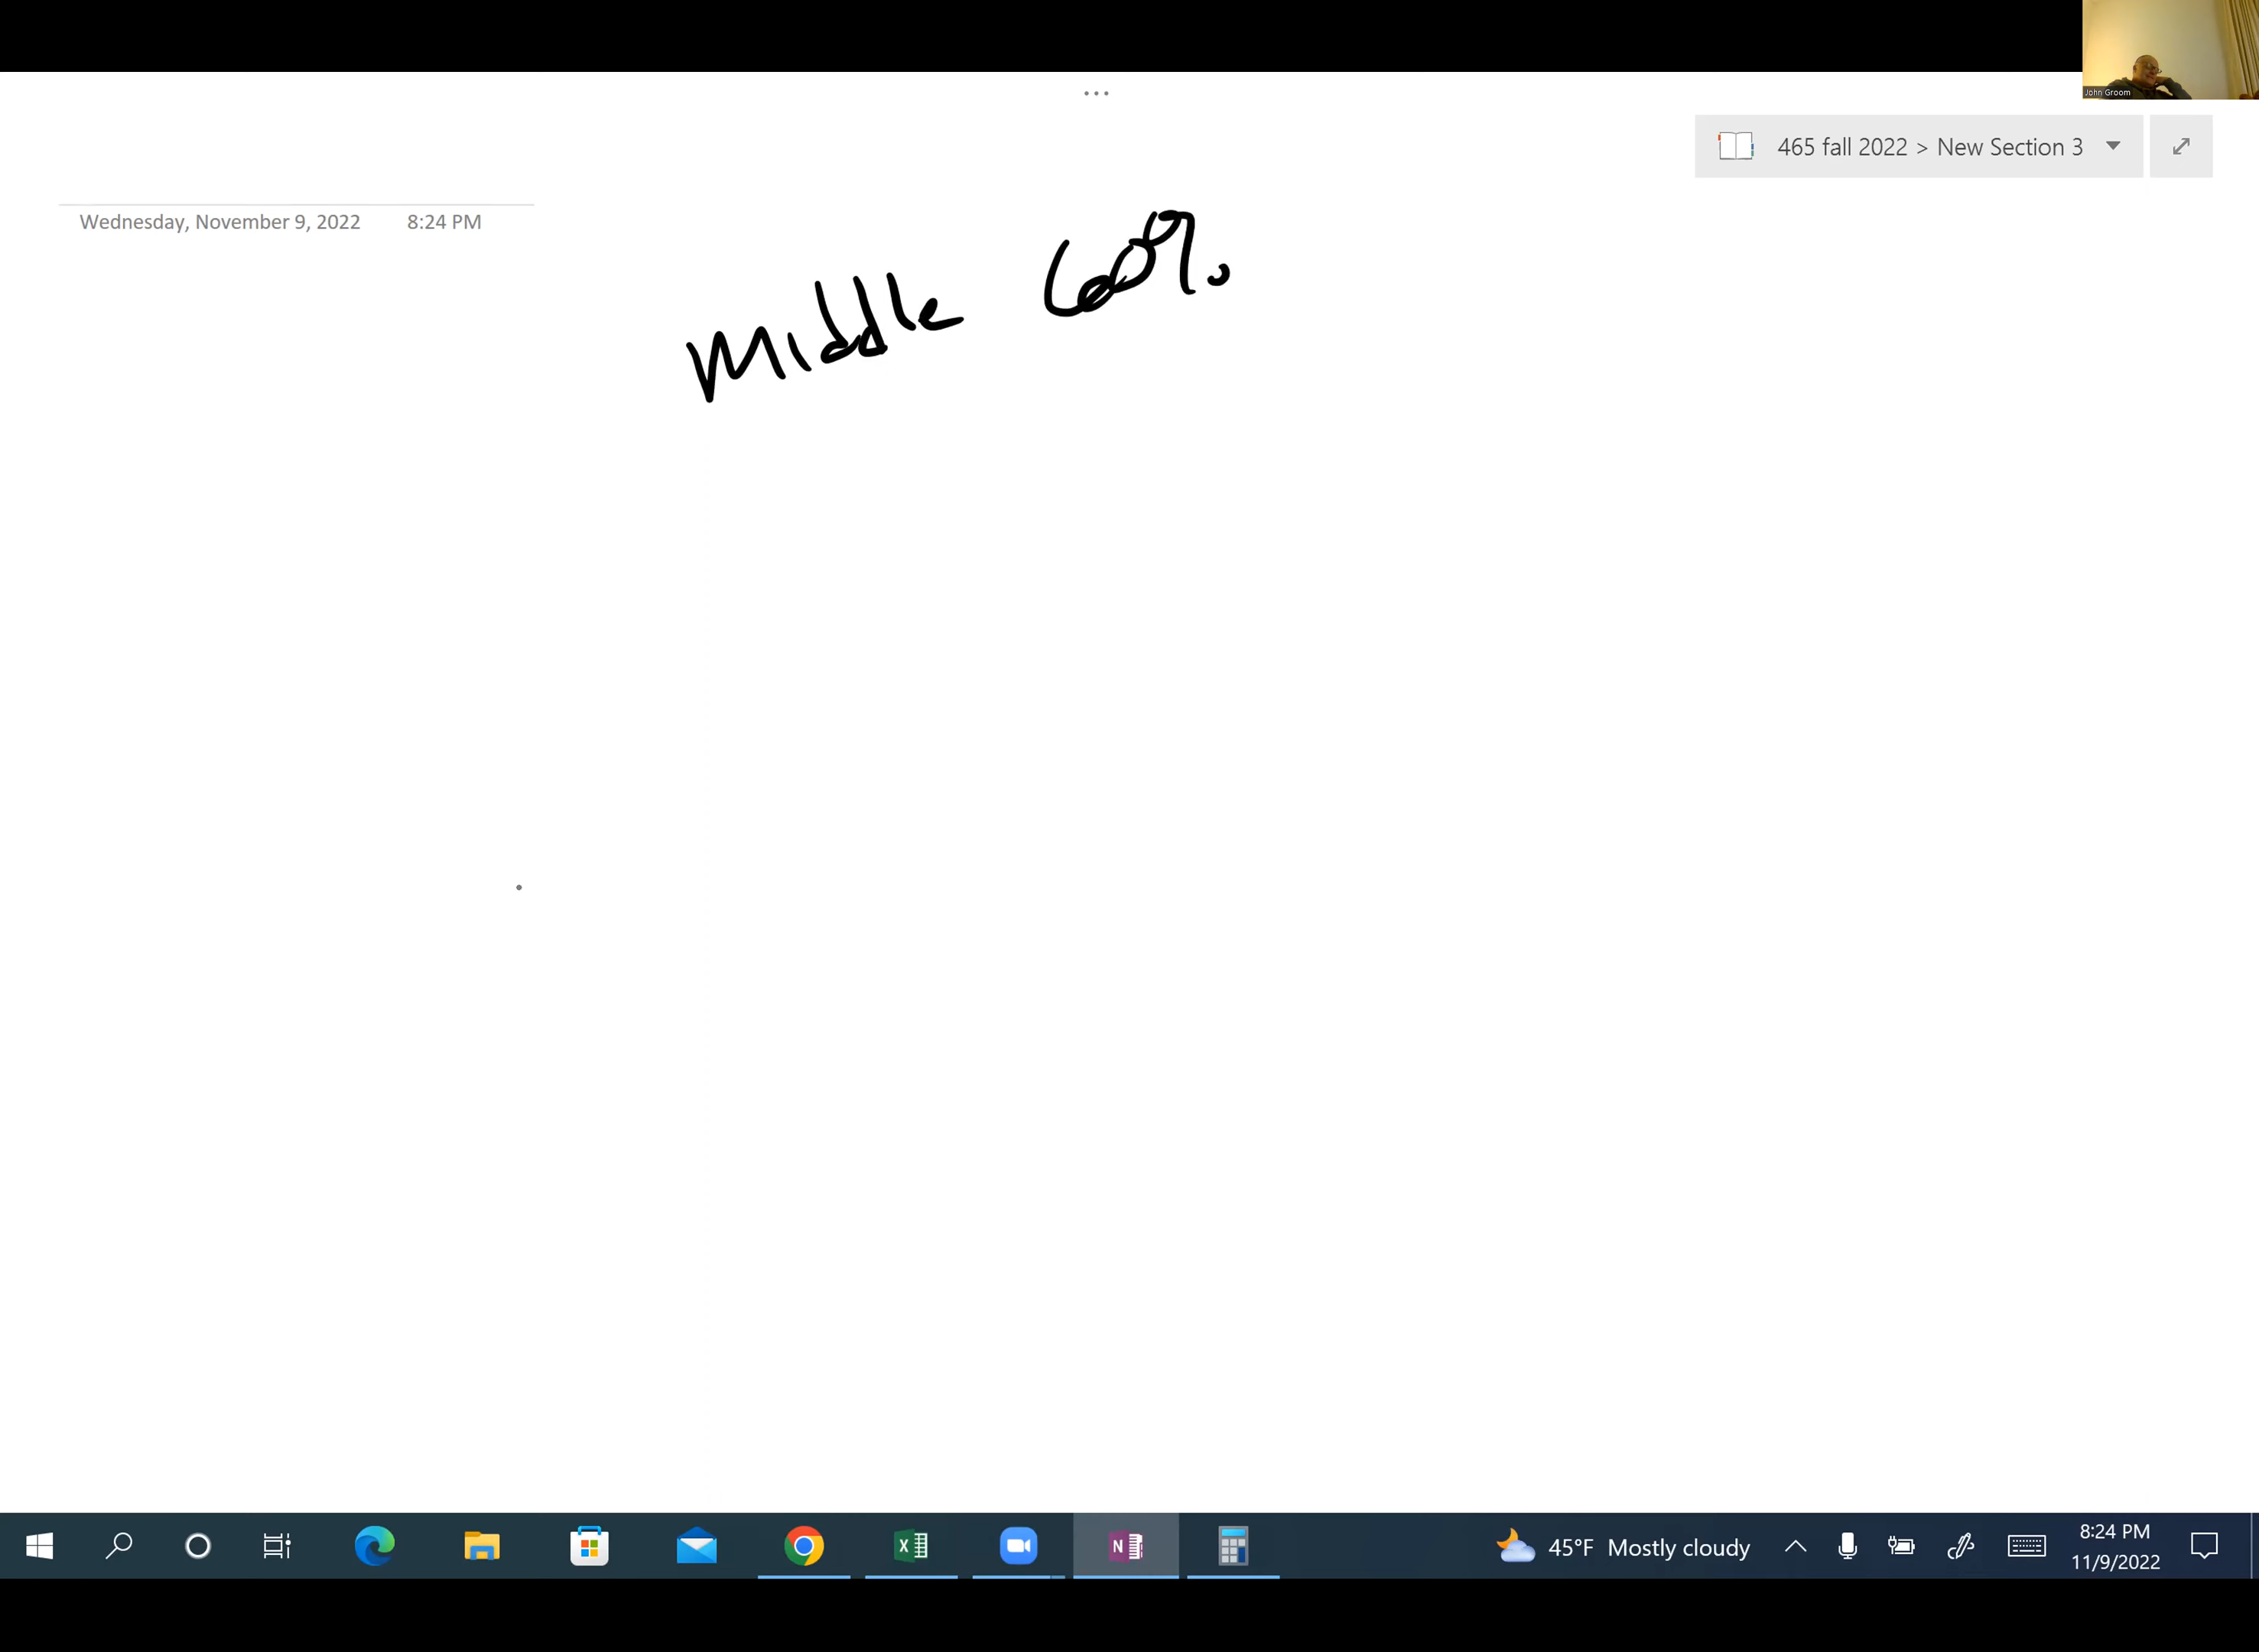 John Groom
465 fall 2022 > New Section 3
Wednesday, November 9, 2022 8:24 PM
Middle 60%
45°F Mostly cloudy
8:24 PM
11/9/2022